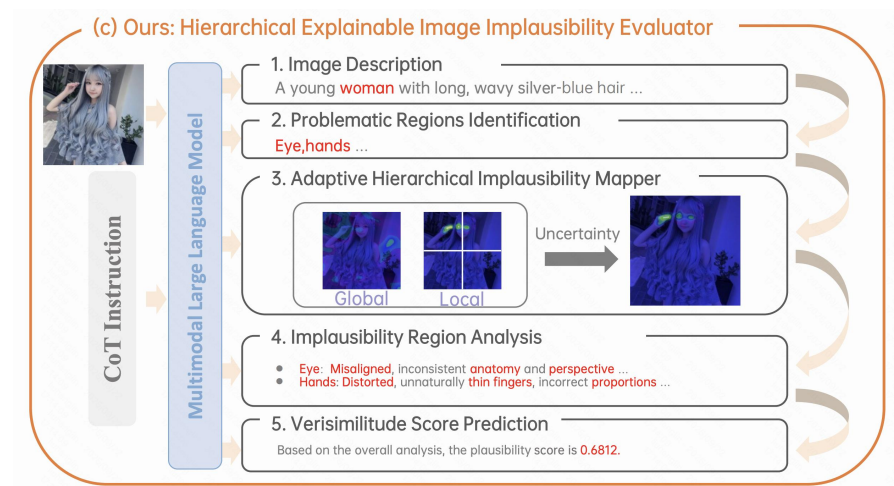 (c) Ours: Hierarchical Explainable Image Implausibility Evaluator
CoT Instruction
Multimodal Large Language Model
1. Image Description
A young woman with long, wavy silver-blue hair ...
2. Problematic Regions Identification
Eye,hands ...
3. Adaptive Hierarchical Implausibility Mapper
Global
Local
Uncertainty
4. Implausibility Region Analysis
● Eye: Misaligned, inconsistent anatomy and perspective ...
● Hands: Distorted, unnaturally thin fingers, incorrect proportions ...
5. Verisimilitude Score Prediction
Based on the overall analysis, the plausibility score is 0.6812.